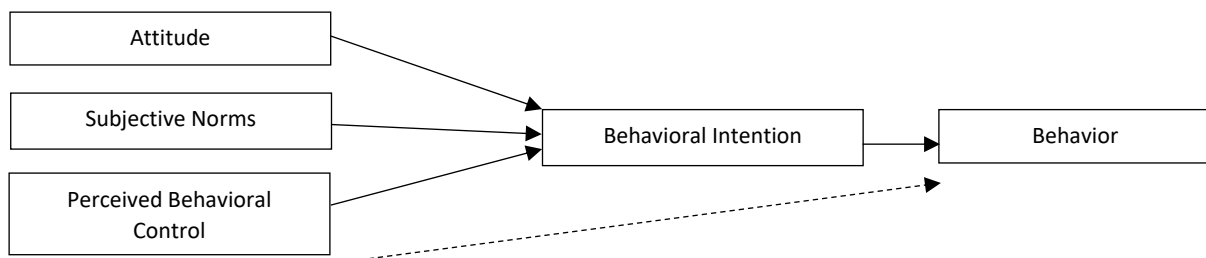 Attitude
Subjective Norms
Perceived Behavioral
Control
Behavioral Intention
Behavior